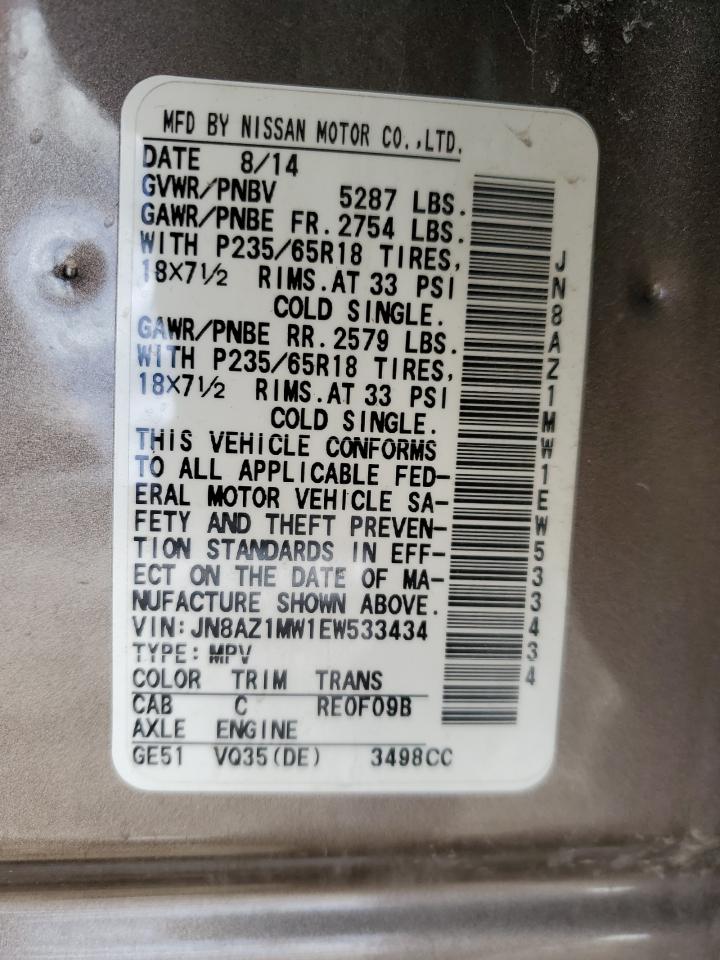 MFD BY NISSAN MOTOR CO.,LTD.
DATE 8/14
GVWR/PNBV 5287 LBS.
GAWR/PNBE FR.2754 LBS.
WITH P235/65R18 TIRES,
18×7½ RIMS.AT 33 PSI
COLD SINGLE.
GAWR/PNBE RR.2579 LBS.
WITH P235/65R18 TIRES,
18×7½ RIMS.AT 33 PSI
COLD SINGLE.
THIS VEHICLE CONFORMS
TO ALL APPLICABLE FED-
ERAL MOTOR VEHICLE SA-
FETY AND THEFT PREVEN-
TION STANDARDS IN EFF-
ECT ON THE DATE OF MA-
NUFACTURE SHOWN ABOVE.
VIN:JN8AZ1MW1EW533434
TYPE:MPV
COLOR TRIM TRANS
CAB C RE0F09B
AXLE ENGINE
GE51 VQ35(DE) 3498CC
JN8AZ1MW1EW533434